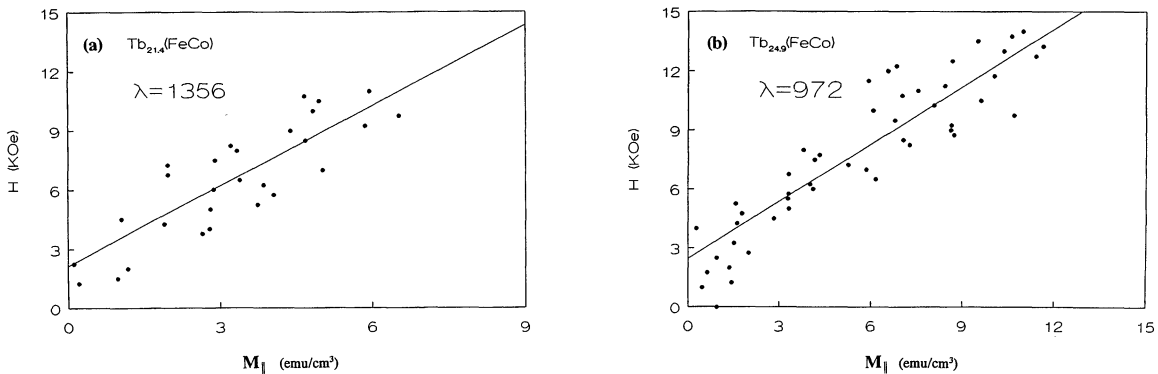 (a) Tb21.4(FeCo)
λ=1356
15
12
9
6
3
0
H (KOe)
0 3 6 9
M∥ (emu/cm³)
(b) Tb24.9(FeCo)
λ=972
15
12
9
6
3
0
H (KOe)
0 3 6 9 12 15
M∥ (emu/cm³)